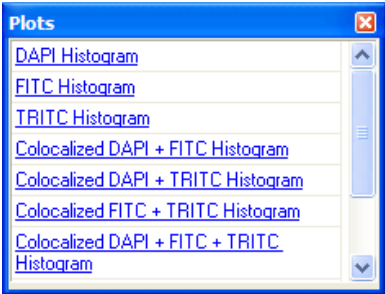 Plots
DAPI Histogram
FITC Histogram
TRITC Histogram
Colocalized DAPI + FITC Histogram
Colocalized DAPI + TRITC Histogram
Colocalized FITC + TRITC Histogram
Colocalized DAPI + FITC + TRITC
Histogram